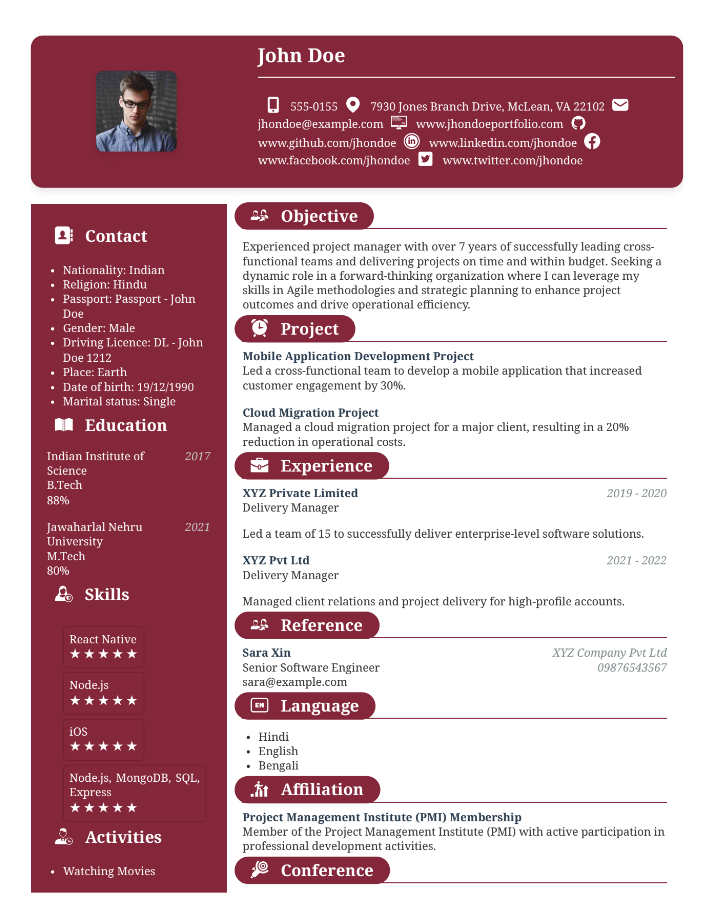 John Doe
555-0155 7930 Jones Branch Drive, McLean, VA 22102
jhondoe@example.com www.jhondoeportfolio.com
www.github.com/jhondoe www.linkedin.com/jhondoe
www.facebook.com/jhondoe www.twitter.com/jhondoe
Contact
• Nationality: Indian
• Religion: Hindu
• Passport: Passport - John
Doe
• Gender: Male
• Driving Licence: DL - John
Doe 1212
• Place: Earth
• Date of birth: 19/12/1990
• Marital status: Single
Education
Indian Institute of 2017
Science
B.Tech
88%
Jawaharlal Nehru 2021
University
M.Tech
80%
Skills
React Native
★★★★★
Node.js
★★★★★
iOS
★★★★★
Node.js, MongoDB, SQL,
Express
★★★★★
Activities
• Watching Movies
Objective
Experienced project manager with over 7 years of successfully leading cross-
functional teams and delivering projects on time and within budget. Seeking a
dynamic role in a forward-thinking organization where I can leverage my
skills in Agile methodologies and strategic planning to enhance project
outcomes and drive operational efficiency.
Project
Mobile Application Development Project
Led a cross-functional team to develop a mobile application that increased
customer engagement by 30%.
Cloud Migration Project
Managed a cloud migration project for a major client, resulting in a 20%
reduction in operational costs.
Experience
XYZ Private Limited 2019 - 2020
Delivery Manager
Led a team of 15 to successfully deliver enterprise-level software solutions.
XYZ Pvt Ltd 2021 - 2022
Delivery Manager
Managed client relations and project delivery for high-profile accounts.
Reference
Sara Xin XYZ Company Pvt Ltd
Senior Software Engineer 09876543567
sara@example.com
Language
• Hindi
• English
• Bengali
Affiliation
Project Management Institute (PMI) Membership
Member of the Project Management Institute (PMI) with active participation in
professional development activities.
Conference